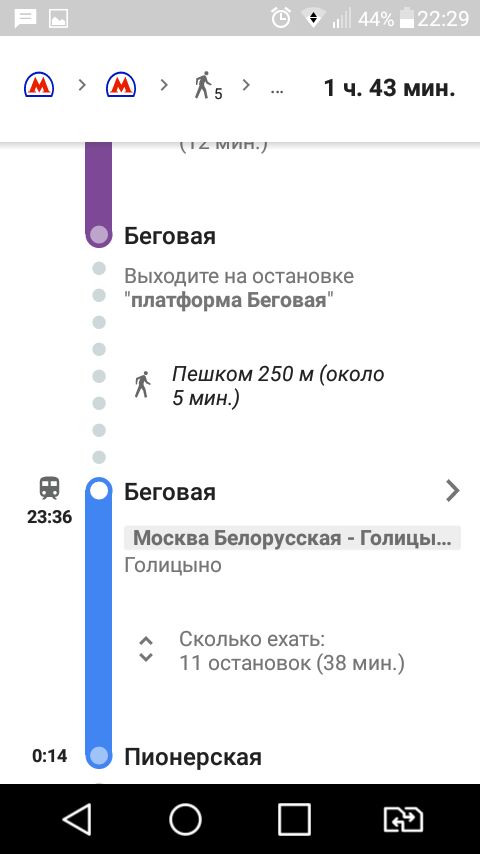 44% 22:29
М > М > 5 > ... 1 ч. 43 мин.
(12 мин.)
Беговая
Выходите на остановке
"платформа Беговая"
Пешком 250 м (около
5 мин.)
Беговая
23:36
Москва Белорусская - Голицы...
Голицыно
Сколько ехать:
11 остановок (38 мин.)
0:14 Пионерская